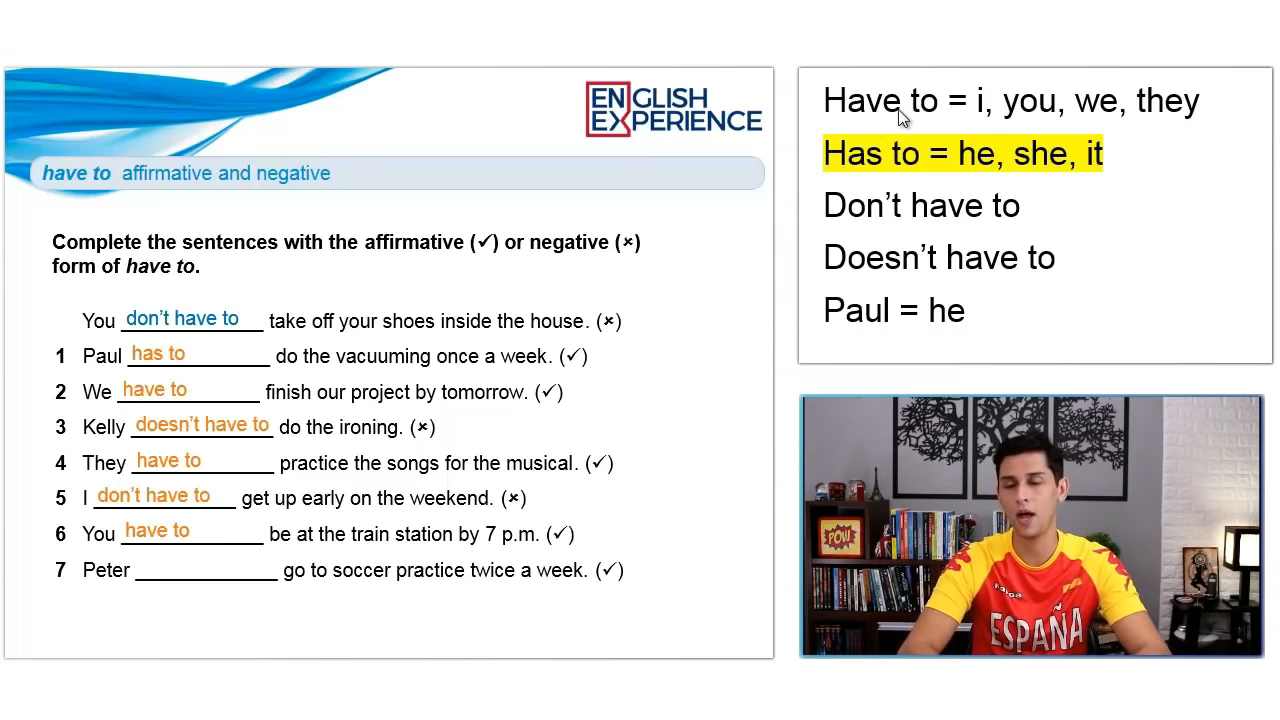 ENGLISH
EXPERIENCE
have to affirmative and negative
Complete the sentences with the affirmative (✓) or negative (×)
form of have to.
You don’t have to take off your shoes inside the house. (×)
1 Paul has to do the vacuuming once a week. (✓)
2 We have to finish our project by tomorrow. (✓)
3 Kelly doesn’t have to do the ironing. (×)
4 They have to practice the songs for the musical. (✓)
5 I don’t have to get up early on the weekend. (×)
6 You have to be at the train station by 7 p.m. (✓)
7 Peter ______________ go to soccer practice twice a week. (✓)
Have to = i, you, we, they
Has to = he, she, it
Don’t have to
Doesn’t have to
Paul = he
POW
ESPAÑA